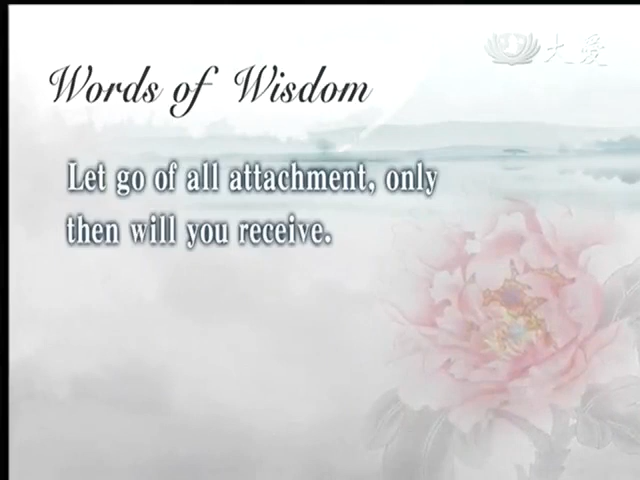 大愛
Words of Wisdom
Let go of all attachment, only
then will you receive.